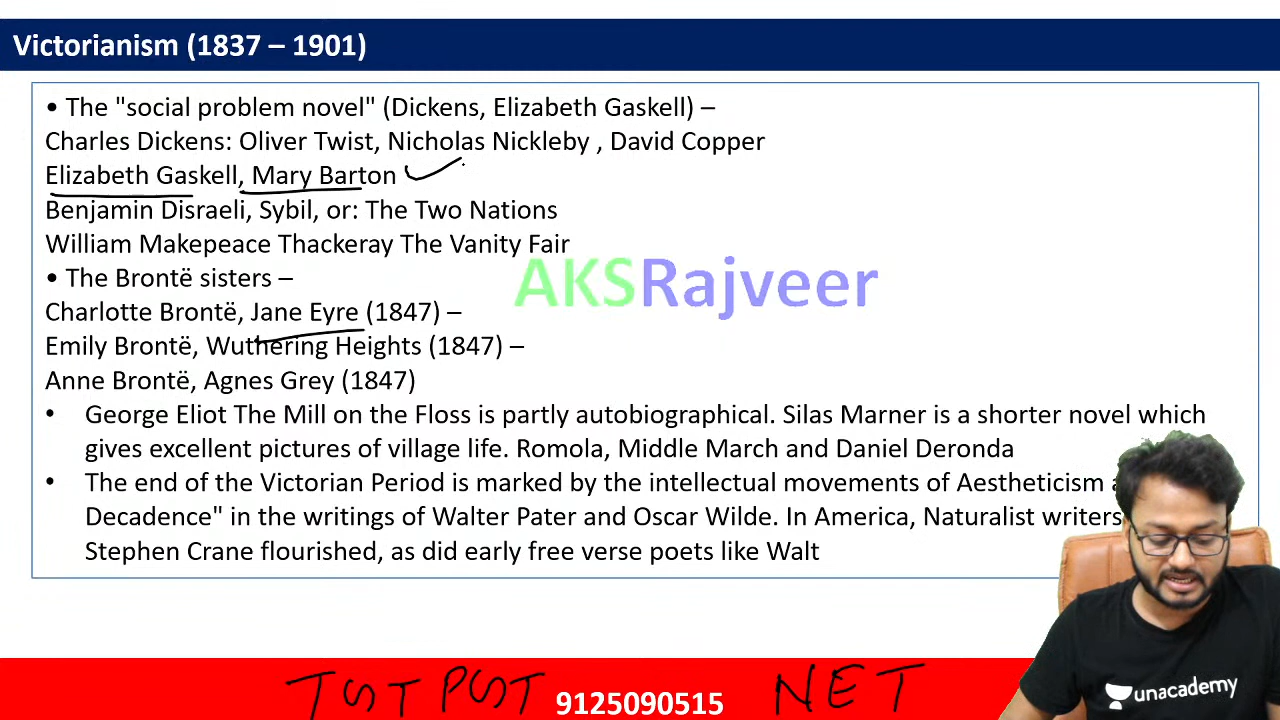 Victorianism (1837 – 1901)
• The "social problem novel" (Dickens, Elizabeth Gaskell) –
Charles Dickens: Oliver Twist, Nicholas Nickleby , David Copper
Elizabeth Gaskell, Mary Barton
Benjamin Disraeli, Sybil, or: The Two Nations
William Makepeace Thackeray The Vanity Fair
AKSRajveer
• The Brontë sisters –
Charlotte Brontë, Jane Eyre (1847) –
Emily Brontë, Wuthering Heights (1847) –
Anne Brontë, Agnes Grey (1847)
• George Eliot The Mill on the Floss is partly autobiographical. Silas Marner is a shorter novel which
gives excellent pictures of village life. Romola, Middle March and Daniel Deronda
• The end of the Victorian Period is marked by the intellectual movements of Aestheticism
Decadence" in the writings of Walter Pater and Oscar Wilde. In America, Naturalist writers
Stephen Crane flourished, as did early free verse poets like Walt
unacademy
TGT PGT 9125090515 NET